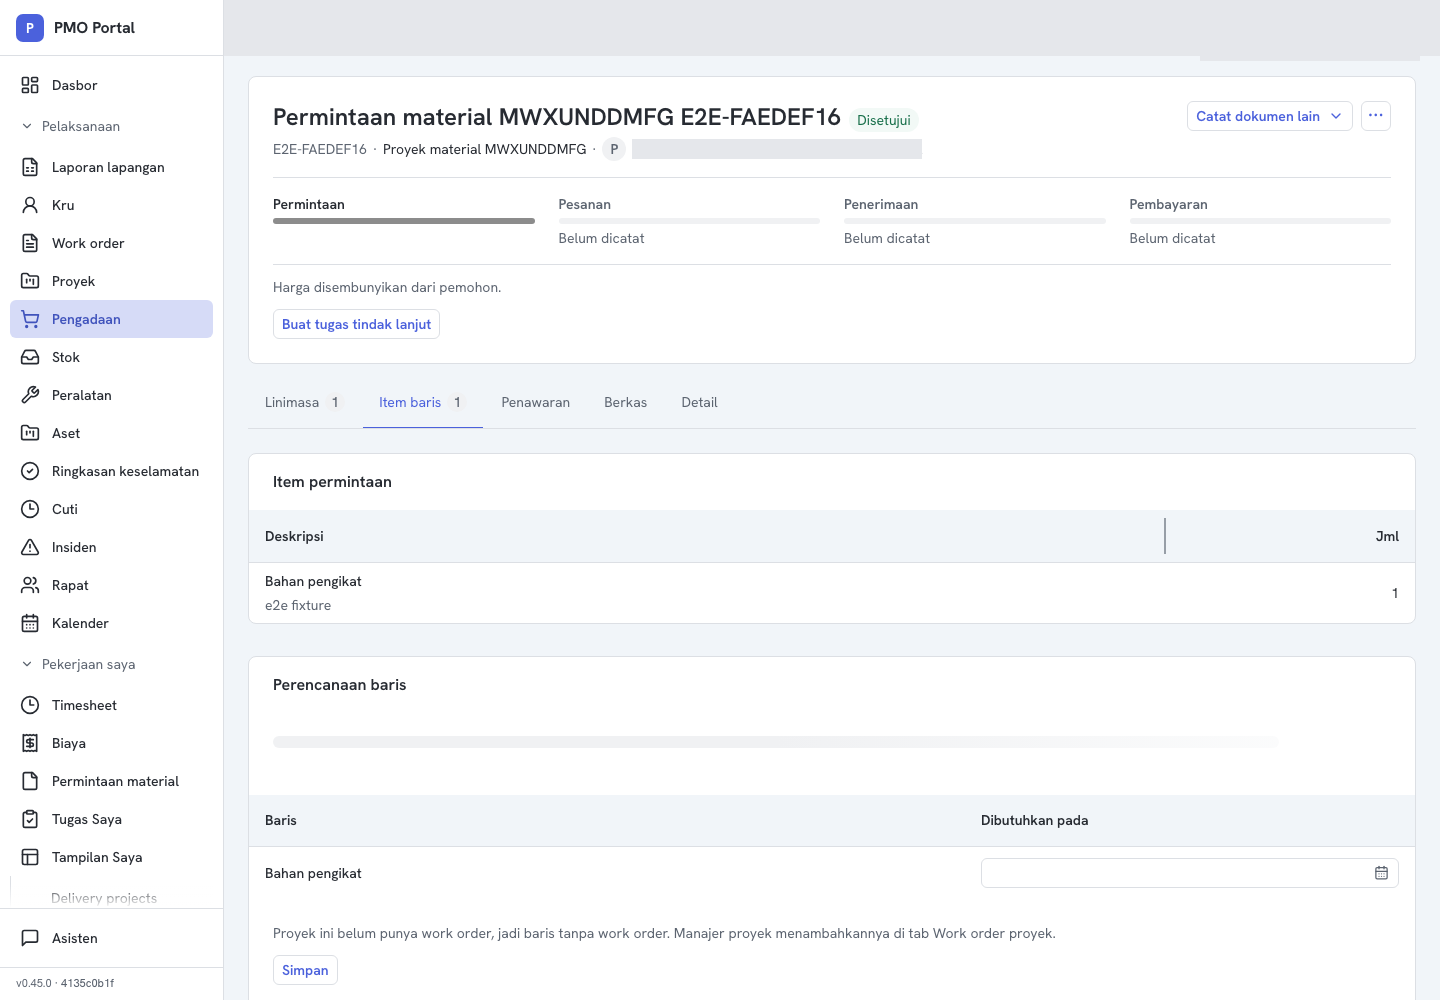 P PMO Portal
Dasbor
Pelaksanaan
Laporan lapangan
Kru
Work order
Proyek
Pengadaan
Stok
Peralatan
Aset
Ringkasan keselamatan
Cuti
Insiden
Rapat
Kalender
Pekerjaan saya
Timesheet
Biaya
Permintaan material
Tugas Saya
Tampilan Saya
Delivery projects
Asisten
v0.45.0 · 4135c0b1f
Permintaan material MWXUNDDMFG E2E-FAEDEF16 Disetujui
Catat dokumen lain
E2E-FAEDEF16 · Proyek material MWXUNDDMFG · P
Permintaan Pesanan Penerimaan Pembayaran
Belum dicatat Belum dicatat Belum dicatat
Harga disembunyikan dari pemohon.
Buat tugas tindak lanjut
Linimasa 1 Item baris 1 Penawaran Berkas Detail
Item permintaan
Deskripsi Jml
Bahan pengikat
e2e fixture
1
Perencanaan baris
Baris Dibutuhkan pada
Bahan pengikat
Proyek ini belum punya work order, jadi baris tanpa work order. Manajer proyek menambahkannya di tab Work order proyek.
Simpan